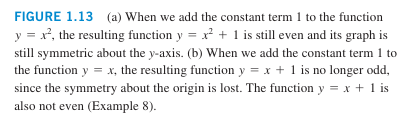 FIGURE 1.13 (a) When we add the constant term 1 to the function
y = x², the resulting function y = x² + 1 is still even and its graph is
still symmetric about the y-axis. (b) When we add the constant term 1 to
the function y = x, the resulting function y = x + 1 is no longer odd,
since the symmetry about the origin is lost. The function y = x + 1 is
also not even (Example 8).